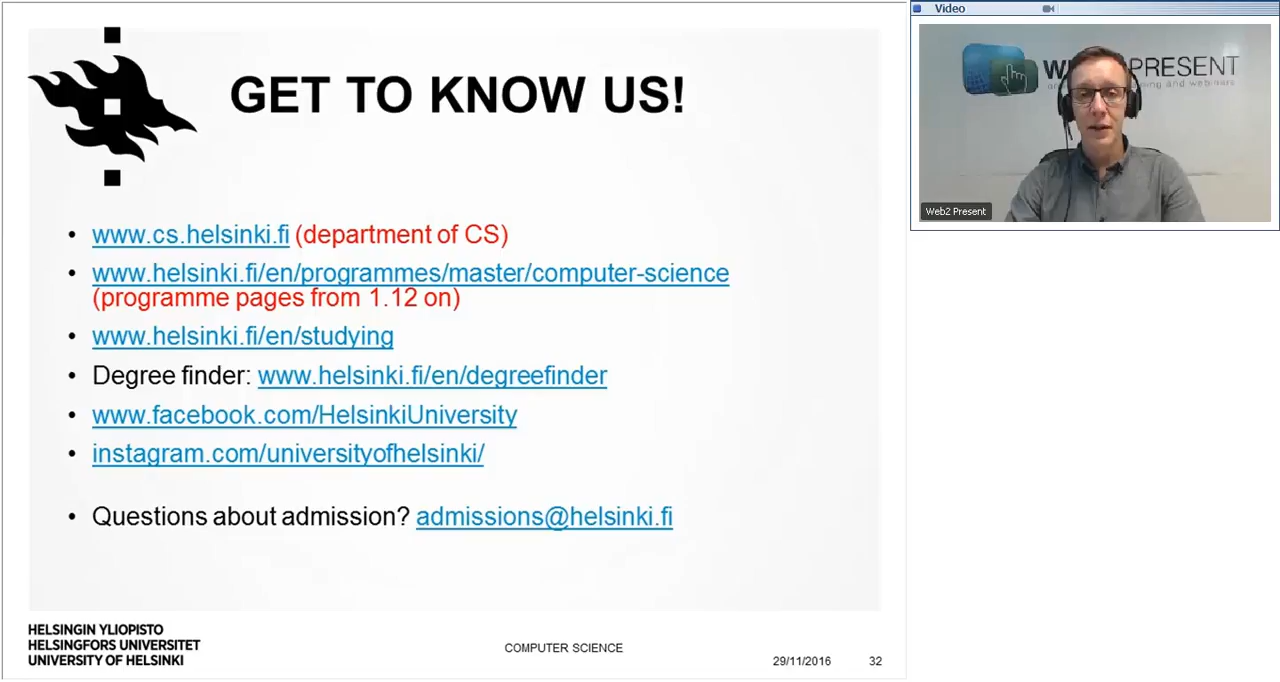 Video
GET TO KNOW US!
www.cs.helsinki.fi (department of CS)
www.helsinki.fi/en/programmes/master/computer-science
(programme pages from 1.12 on)
www.helsinki.fi/en/studying
Degree finder: www.helsinki.fi/en/degreefinder
www.facebook.com/HelsinkiUniversity
instagram.com/universityofhelsinki/
Questions about admission? admissions@helsinki.fi
HELSINGIN YLIOPISTO
HELSINGFORS UNIVERSITET
UNIVERSITY OF HELSINKI
COMPUTER SCIENCE
29/11/2016
32
PRESENT
and webinars
Web2 Present